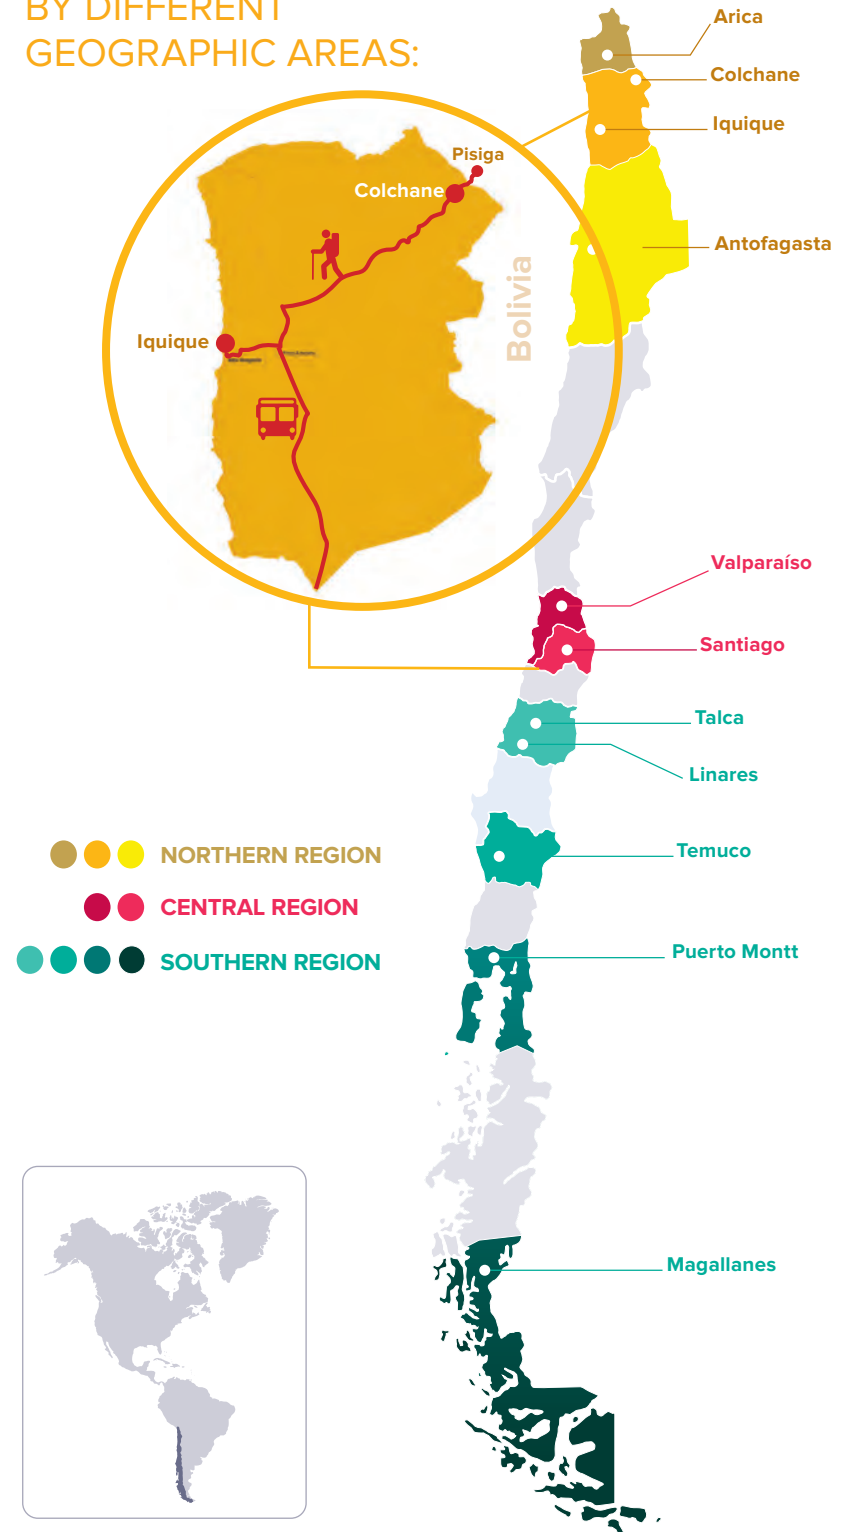 BY DIFFERENT
GEOGRAPHIC AREAS:
Arica
Colchane
Iquique
Antofagasta
Pisiga
Colchane
Bolivia
Iquique
Valparaíso
Santiago
Talca
Linares
Temuco
Puerto Montt
Magallanes
NORTHERN REGION
CENTRAL REGION
SOUTHERN REGION